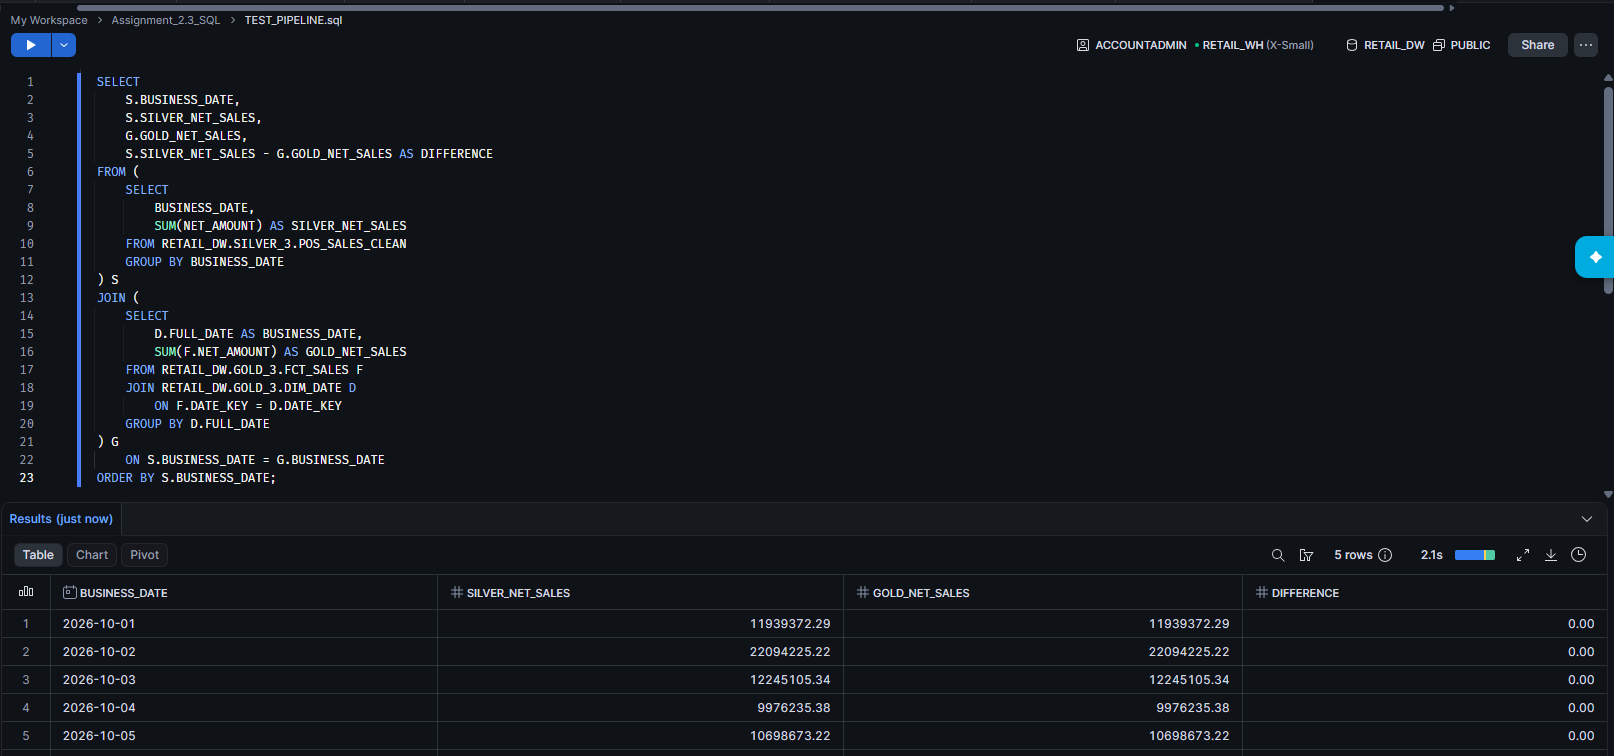 My Workspace > Assignment_2.3_SQL > TEST_PIPELINE.sql
ACCOUNTADMIN • RETAIL_WH (X-Small) RETAIL_DW PUBLIC Share ...
1 SELECT
2 S.BUSINESS_DATE,
3 S.SILVER_NET_SALES,
4 G.GOLD_NET_SALES,
5 S.SILVER_NET_SALES - G.GOLD_NET_SALES AS DIFFERENCE
6 FROM (
7 SELECT
8 BUSINESS_DATE,
9 SUM(NET_AMOUNT) AS SILVER_NET_SALES
10 FROM RETAIL_DW.SILVER_3.POS_SALES_CLEAN
11 GROUP BY BUSINESS_DATE
12 ) S
13 JOIN (
14 SELECT
15 D.FULL_DATE AS BUSINESS_DATE,
16 SUM(F.NET_AMOUNT) AS GOLD_NET_SALES
17 FROM RETAIL_DW.GOLD_3.FCT_SALES F
18 JOIN RETAIL_DW.GOLD_3.DIM_DATE D
19 ON F.DATE_KEY = D.DATE_KEY
20 GROUP BY D.FULL_DATE
21 ) G
22 ON S.BUSINESS_DATE = G.BUSINESS_DATE
23 ORDER BY S.BUSINESS_DATE;
Results (just now)
Table Chart Pivot 5 rows 2.1s
BUSINESS_DATE # SILVER_NET_SALES # GOLD_NET_SALES # DIFFERENCE
1 2026-10-01 11939372.29 11939372.29 0.00
2 2026-10-02 22094225.22 22094225.22 0.00
3 2026-10-03 12245105.34 12245105.34 0.00
4 2026-10-04 9976235.38 9976235.38 0.00
5 2026-10-05 10698673.22 10698673.22 0.00